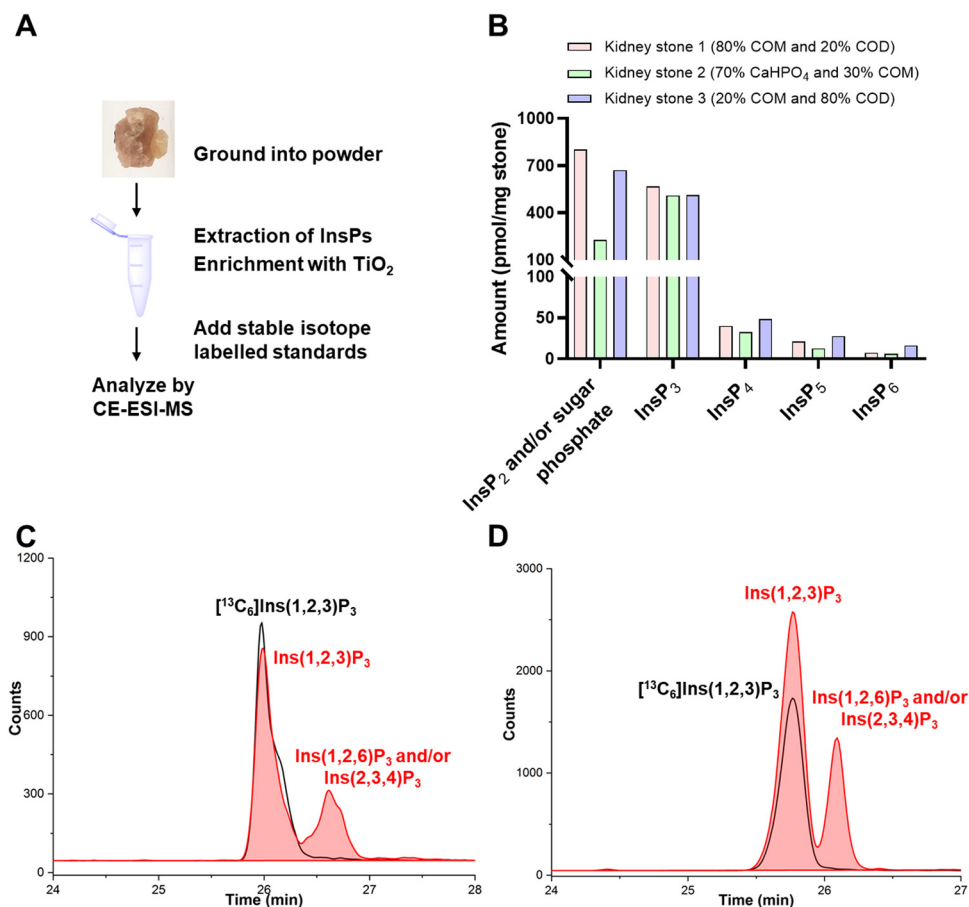 A
Ground into powder
Extraction of InsPs
Enrichment with TiO₂
Add stable isotope
labelled standards
Analyze by
CE-ESI-MS
B
Kidney stone 1 (80% COM and 20% COD)
Kidney stone 2 (70% CaHPO₄ and 30% COM)
Kidney stone 3 (20% COM and 80% COD)
Amount (pmol/mg stone)
1000
700
400
100
100
50
0
InsP₂ and/or sugar
phosphate
InsP₃
InsP₄
InsP₅
InsP₆
C
Counts
1200
900
600
300
0
[¹³C₆]Ins(1,2,3)P₃
Ins(1,2,3)P₃
Ins(1,2,6)P₃ and/or
Ins(2,3,4)P₃
24 25 26 27 28
Time (min)
D
Counts
3000
2000
1000
0
Ins(1,2,3)P₃
[¹³C₆]Ins(1,2,3)P₃
Ins(1,2,6)P₃ and/or
Ins(2,3,4)P₃
24 25 26 27
Time (min)